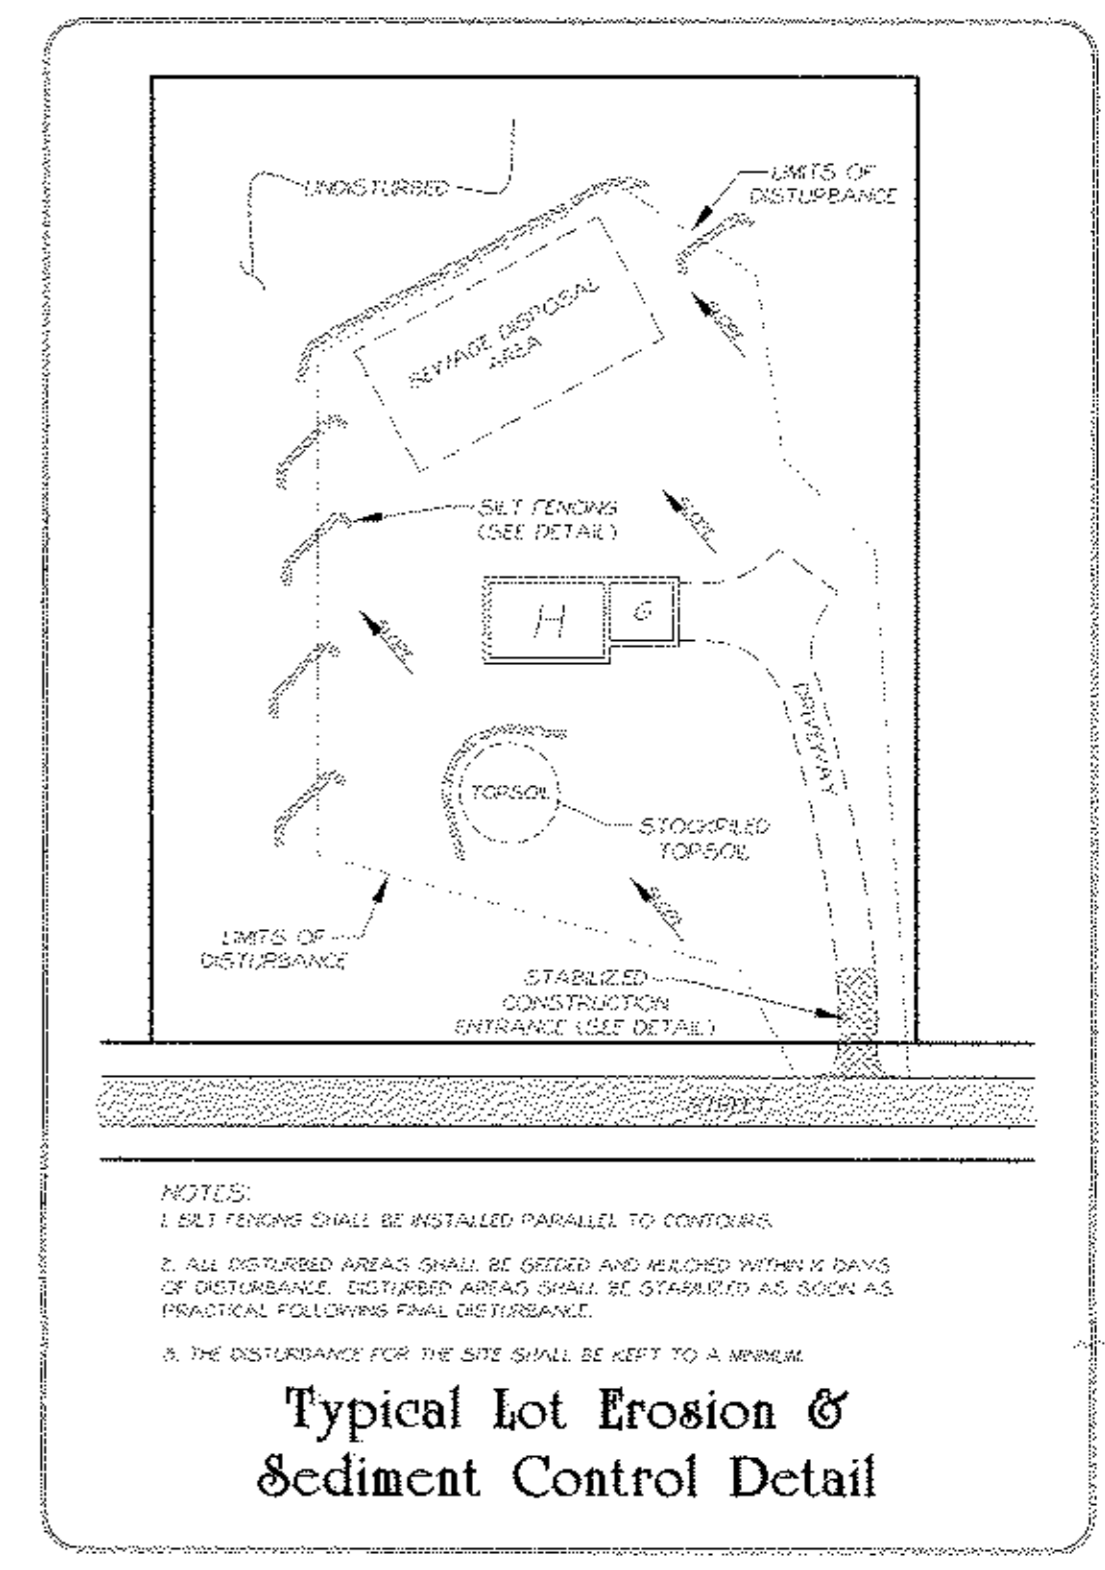 UNDISTURBED
LIMITS OF
DISTURBANCE
SEWAGE DISPOSAL
AREA
SLOPE
SILT FENCING
(SEE DETAIL)
SLOPE
H
G
SLOPE
DRIVEWAY
TOPSOIL
STOCKPILED
TOPSOIL
SLOPE
LIMITS OF
DISTURBANCE
STABILIZED
CONSTRUCTION
ENTRANCE (SEE DETAIL)
STREET
NOTES:
1. SILT FENCING SHALL BE INSTALLED PARALLEL TO CONTOURS.
2. ALL DISTURBED AREAS SHALL BE SEEDED AND MULCHED WITHIN DAYS
OF DISTURBANCE. DISTURBED AREAS SHALL BE STABILIZED AS SOON AS
PRACTICAL FOLLOWING FINAL DISTURBANCE.
3. THE DISTURBANCE FOR THE SITE SHALL BE KEPT TO A MINIMUM.
Typical Lot Erosion &
Sediment Control Detail